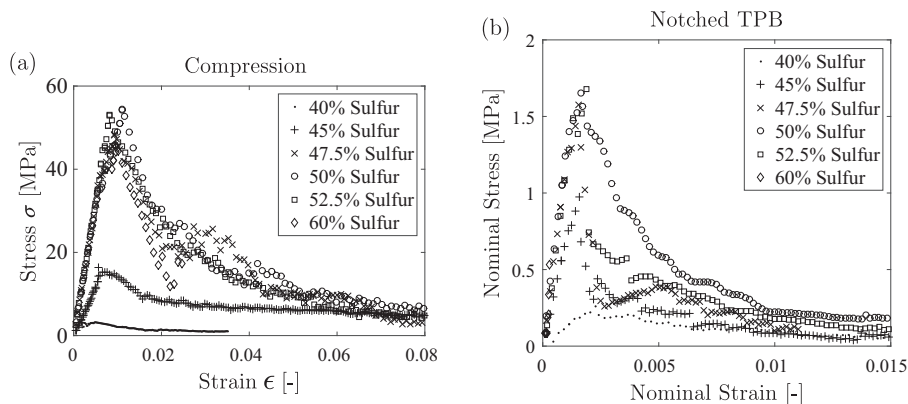 (a)
Compression
60
40
20
0
Stress σ [MPa]
0
0.02
0.04
0.06
0.08
Strain ϵ [-]
40% Sulfur
45% Sulfur
47.5% Sulfur
50% Sulfur
52.5% Sulfur
60% Sulfur
(b)
Notched TPB
2
1.5
1
0.5
0
Nominal Stress [MPa]
0
0.005
0.01
0.015
Nominal Strain [-]
40% Sulfur
45% Sulfur
47.5% Sulfur
50% Sulfur
52.5% Sulfur
60% Sulfur